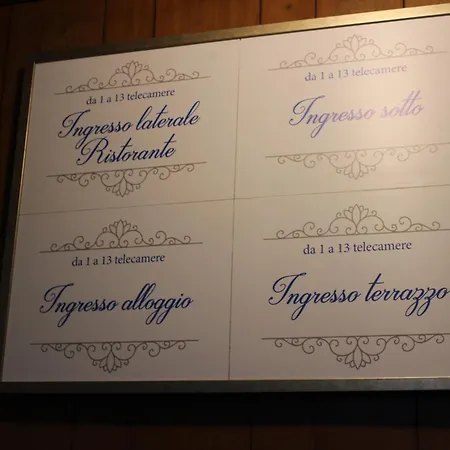 da 1 a 13 telecamere
Ingresso laterale
Ristorante
da 1 a 13 telecamere
Ingresso sotto
da 1 a 13 telecamere
Ingresso alloggio
da 1 a 13 telecamere
Ingresso terrazzo